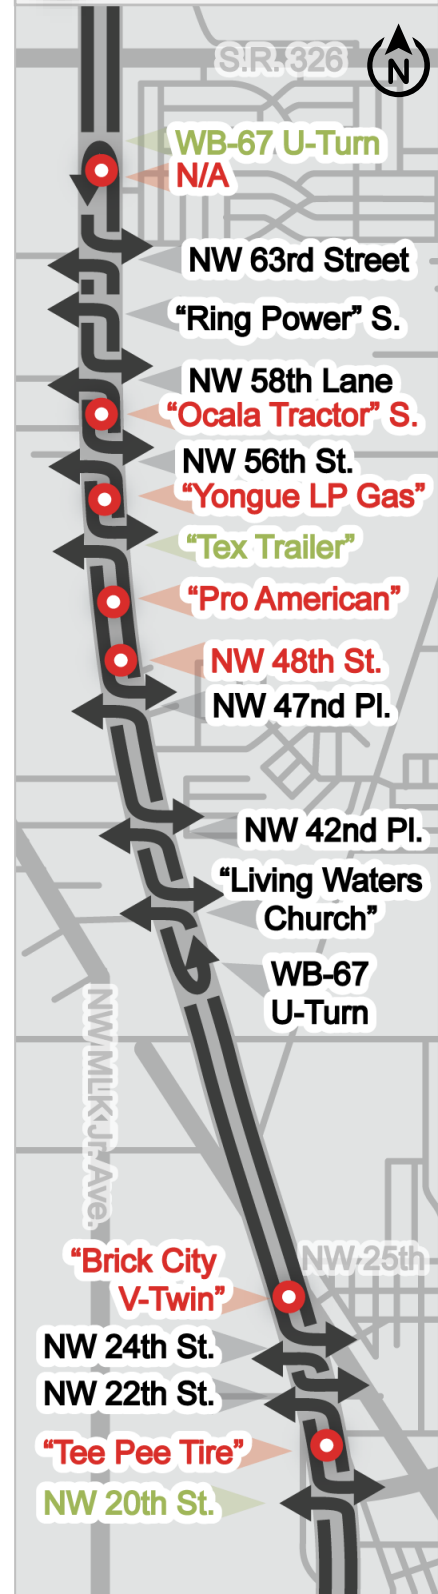 S.R. 326
N
WB-67 U-Turn
N/A
NW 63rd Street
“Ring Power” S.
NW 58th Lane
“Ocala Tractor” S.
NW 56th St.
“Yongue LP Gas”
“Tex Trailer”
“Pro American”
NW 48th St.
NW 47nd Pl.
NW 42nd Pl.
“Living Waters
Church”
WB-67
U-Turn
NW MLK Jr. Ave.
“Brick City
V-Twin”
NW 25th
NW 24th St.
NW 22th St.
“Tee Pee Tire”
NW 20th St.